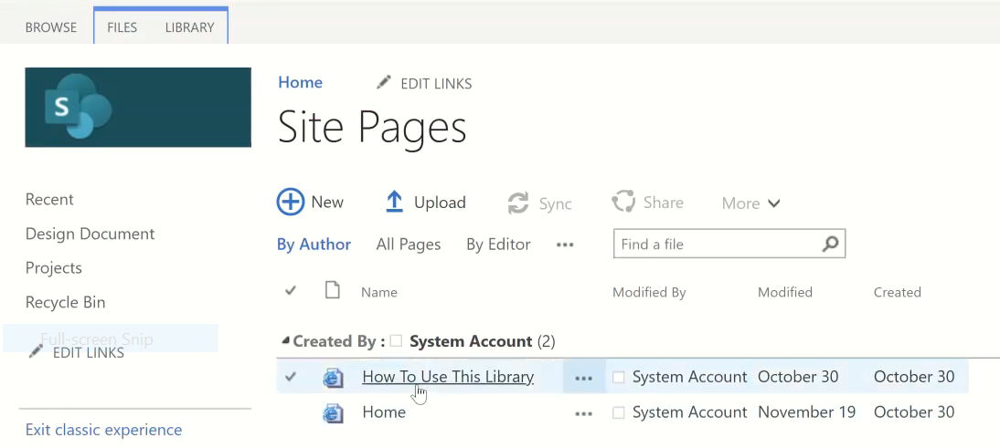 BROWSE FILES LIBRARY
S
Home EDIT LINKS
Site Pages
Recent
Design Document
Projects
Recycle Bin
Full-screen Snip
EDIT LINKS
Exit classic experience
New Upload Sync Share More
By Author All Pages By Editor ••• Find a file
Name Modified By Modified Created
Created By : System Account (2)
How To Use This Library ••• System Account October 30 October 30
Home ••• System Account November 19 October 30